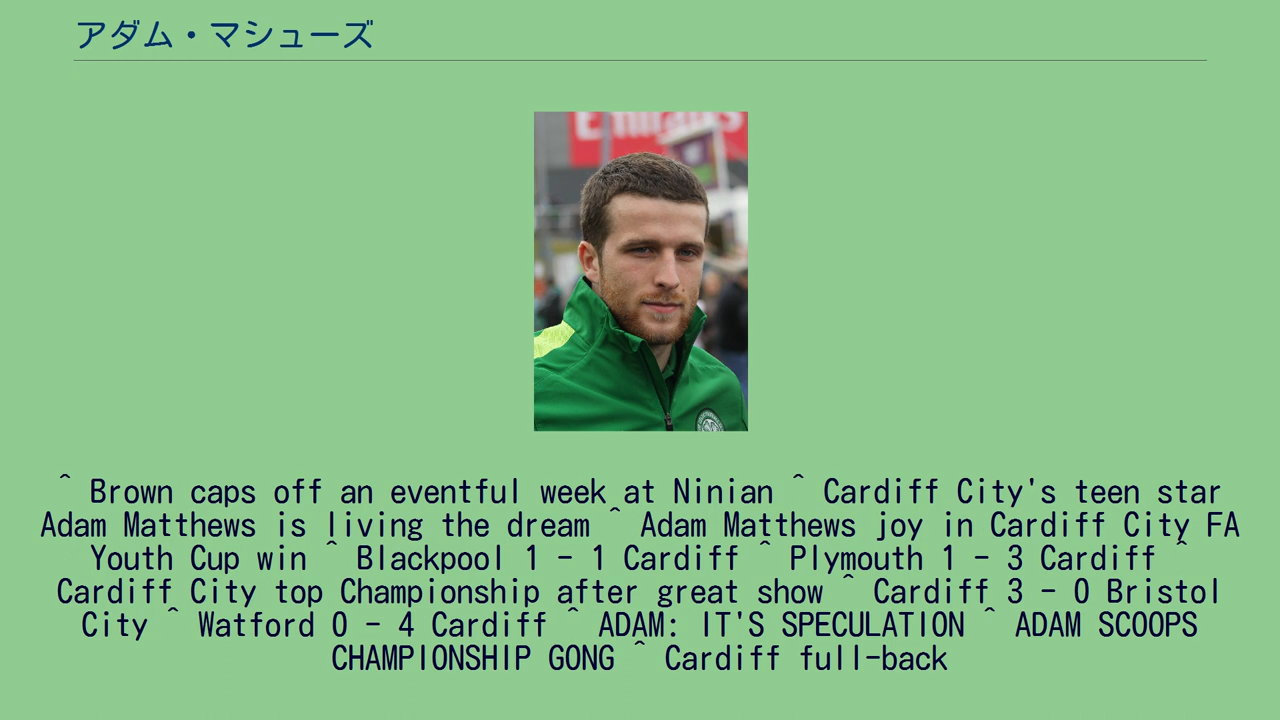 アダム・マシューズ
Emirates
^ Brown caps off an eventful week at Ninian ^ Cardiff City's teen star
Adam Matthews is living the dream ^ Adam Matthews joy in Cardiff City FA
Youth Cup win ^ Blackpool 1 - 1 Cardiff ^ Plymouth 1 - 3 Cardiff ^
Cardiff City top Championship after great show ^ Cardiff 3 - 0 Bristol
City ^ Watford 0 - 4 Cardiff ^ ADAM: IT'S SPECULATION ^ ADAM SCOOPS
CHAMPIONSHIP GONG ^ Cardiff full-back